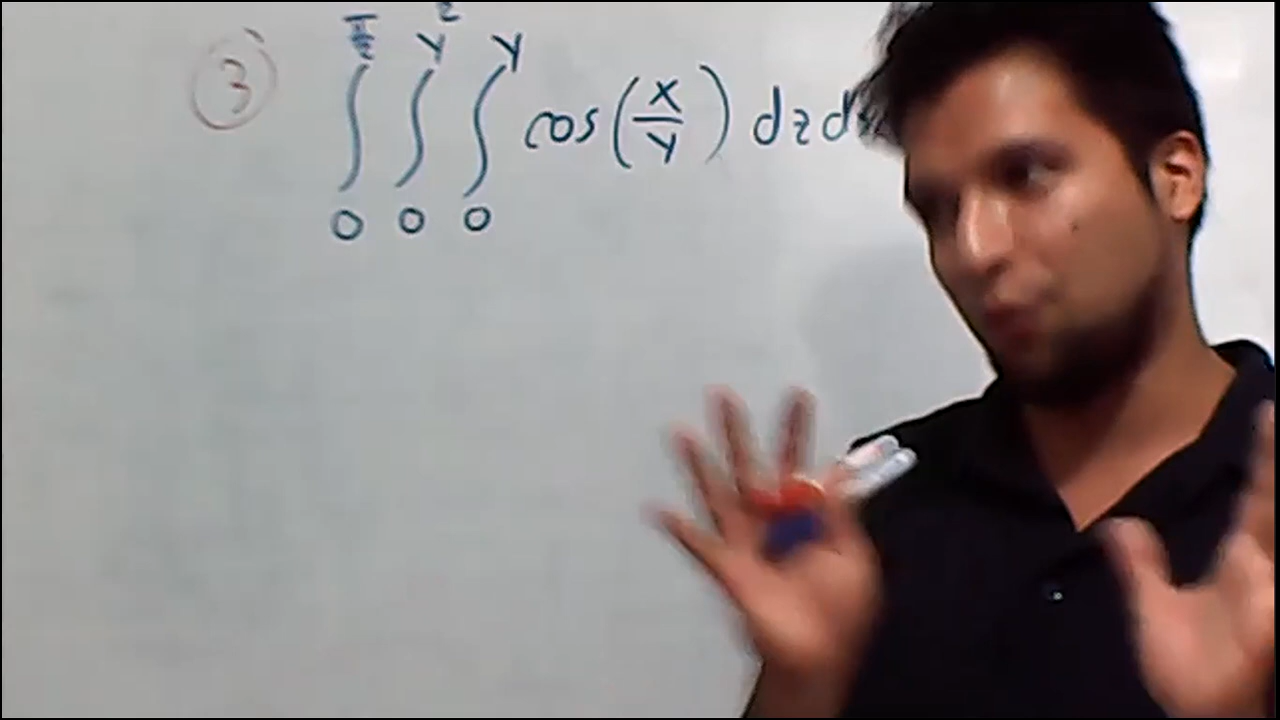 ③ ∫₀^{π/2} ∫₀^{y²} ∫₀^{y} cos(x/y) dz d